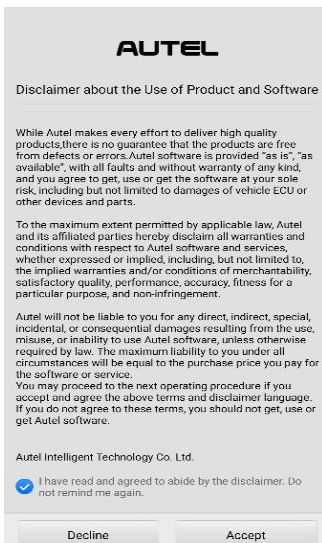 AUTEL
Disclaimer about the Use of Product and Software
While Autel makes every effort to deliver high quality
products,there is no guarantee that the products are free
from defects or errors.Autel software is provided "as is", "as
available", with all faults and without warranty of any kind,
and you agree to get, use or get the software at your sole
risk, including but not limited to damages of vehicle ECU or
other devices and parts.
To the maximum extent permitted by applicable law, Autel
and its affiliated parties hereby disclaim all warranties and
conditions with respect to Autel software and services,
whether expressed or implied, including, but not limited to,
the implied warranties and/or conditions of merchantability,
satisfactory quality, performance, accuracy, fitness for a
particular purpose, and non-infringement.
Autel will not be liable to you for any direct, indirect, special,
incidental, or consequential damages resulting from the use,
misuse, or inability to use Autel software, unless otherwise
required by law. The maximum liability to you under all
circumstances will be equal to the purchase price you pay for
the software or service.
You may proceed to the next operating procedure if you
accept and agree the above terms and disclaimer language.
If you do not agree to these terms, you should not get, use or
get Autel software.
Autel Intelligent Technology Co. Ltd.
I have read and agreed to abide by the disclaimer. Do
not remind me again.
Decline Accept